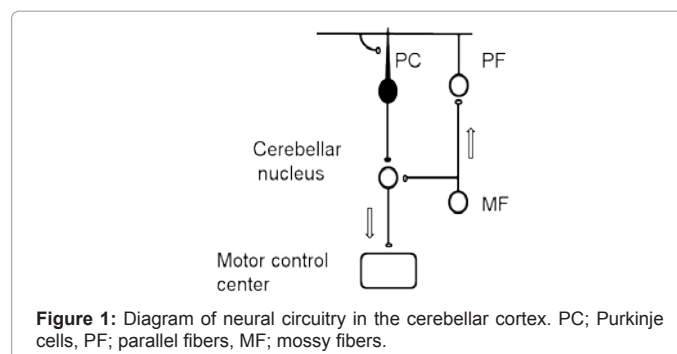 PC
PF
Cerebellar
nucleus
MF
Motor control
center
Figure 1: Diagram of neural circuitry in the cerebellar cortex. PC; Purkinje
cells, PF; parallel fibers, MF; mossy fibers.